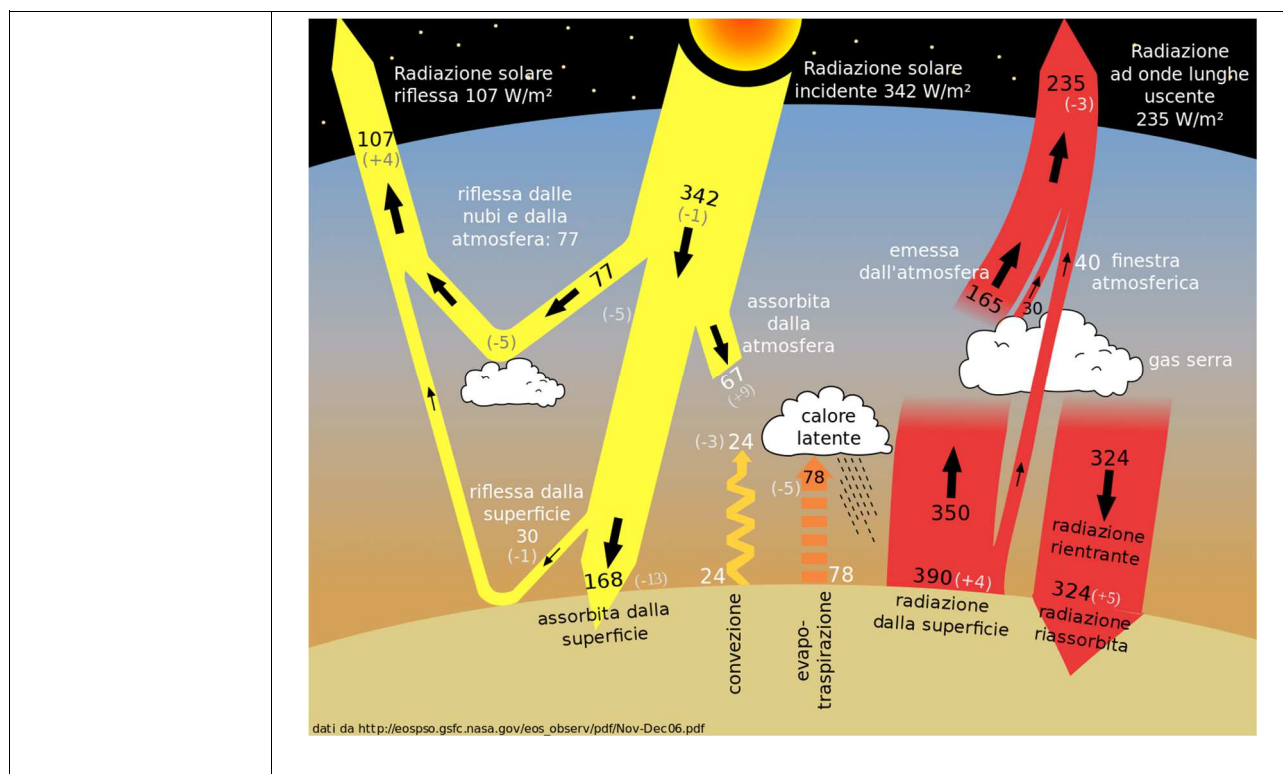 Radiazione solare
riflessa 107 W/m²
Radiazione solare
incidente 342 W/m²
Radiazione
ad onde lunghe
uscente
235 W/m²
107
(+4)
riflessa dalle
nubi e dalla
atmosfera: 77
342
(-1)
235
(-3)
77
(-5)
(-5)
assorbita
dalla
atmosfera
67
(+9)
emessa
dall'atmosfera
165
30
40 finestra
atmosferica
gas serra
calore
latente
(-3) 24
78
(-5)
350
324
radiazione
rientrante
riflessa dalla
superficie
30
(-1)
168 (-13)
assorbita dalla
superficie
24
convezione
78
evapo-
traspirazione
390 (+4)
radiazione
dalla superficie
324 (+5)
radiazione
riassorbita
dati da http://eospso.gsfc.nasa.gov/eos_observ/pdf/Nov-Dec06.pdf